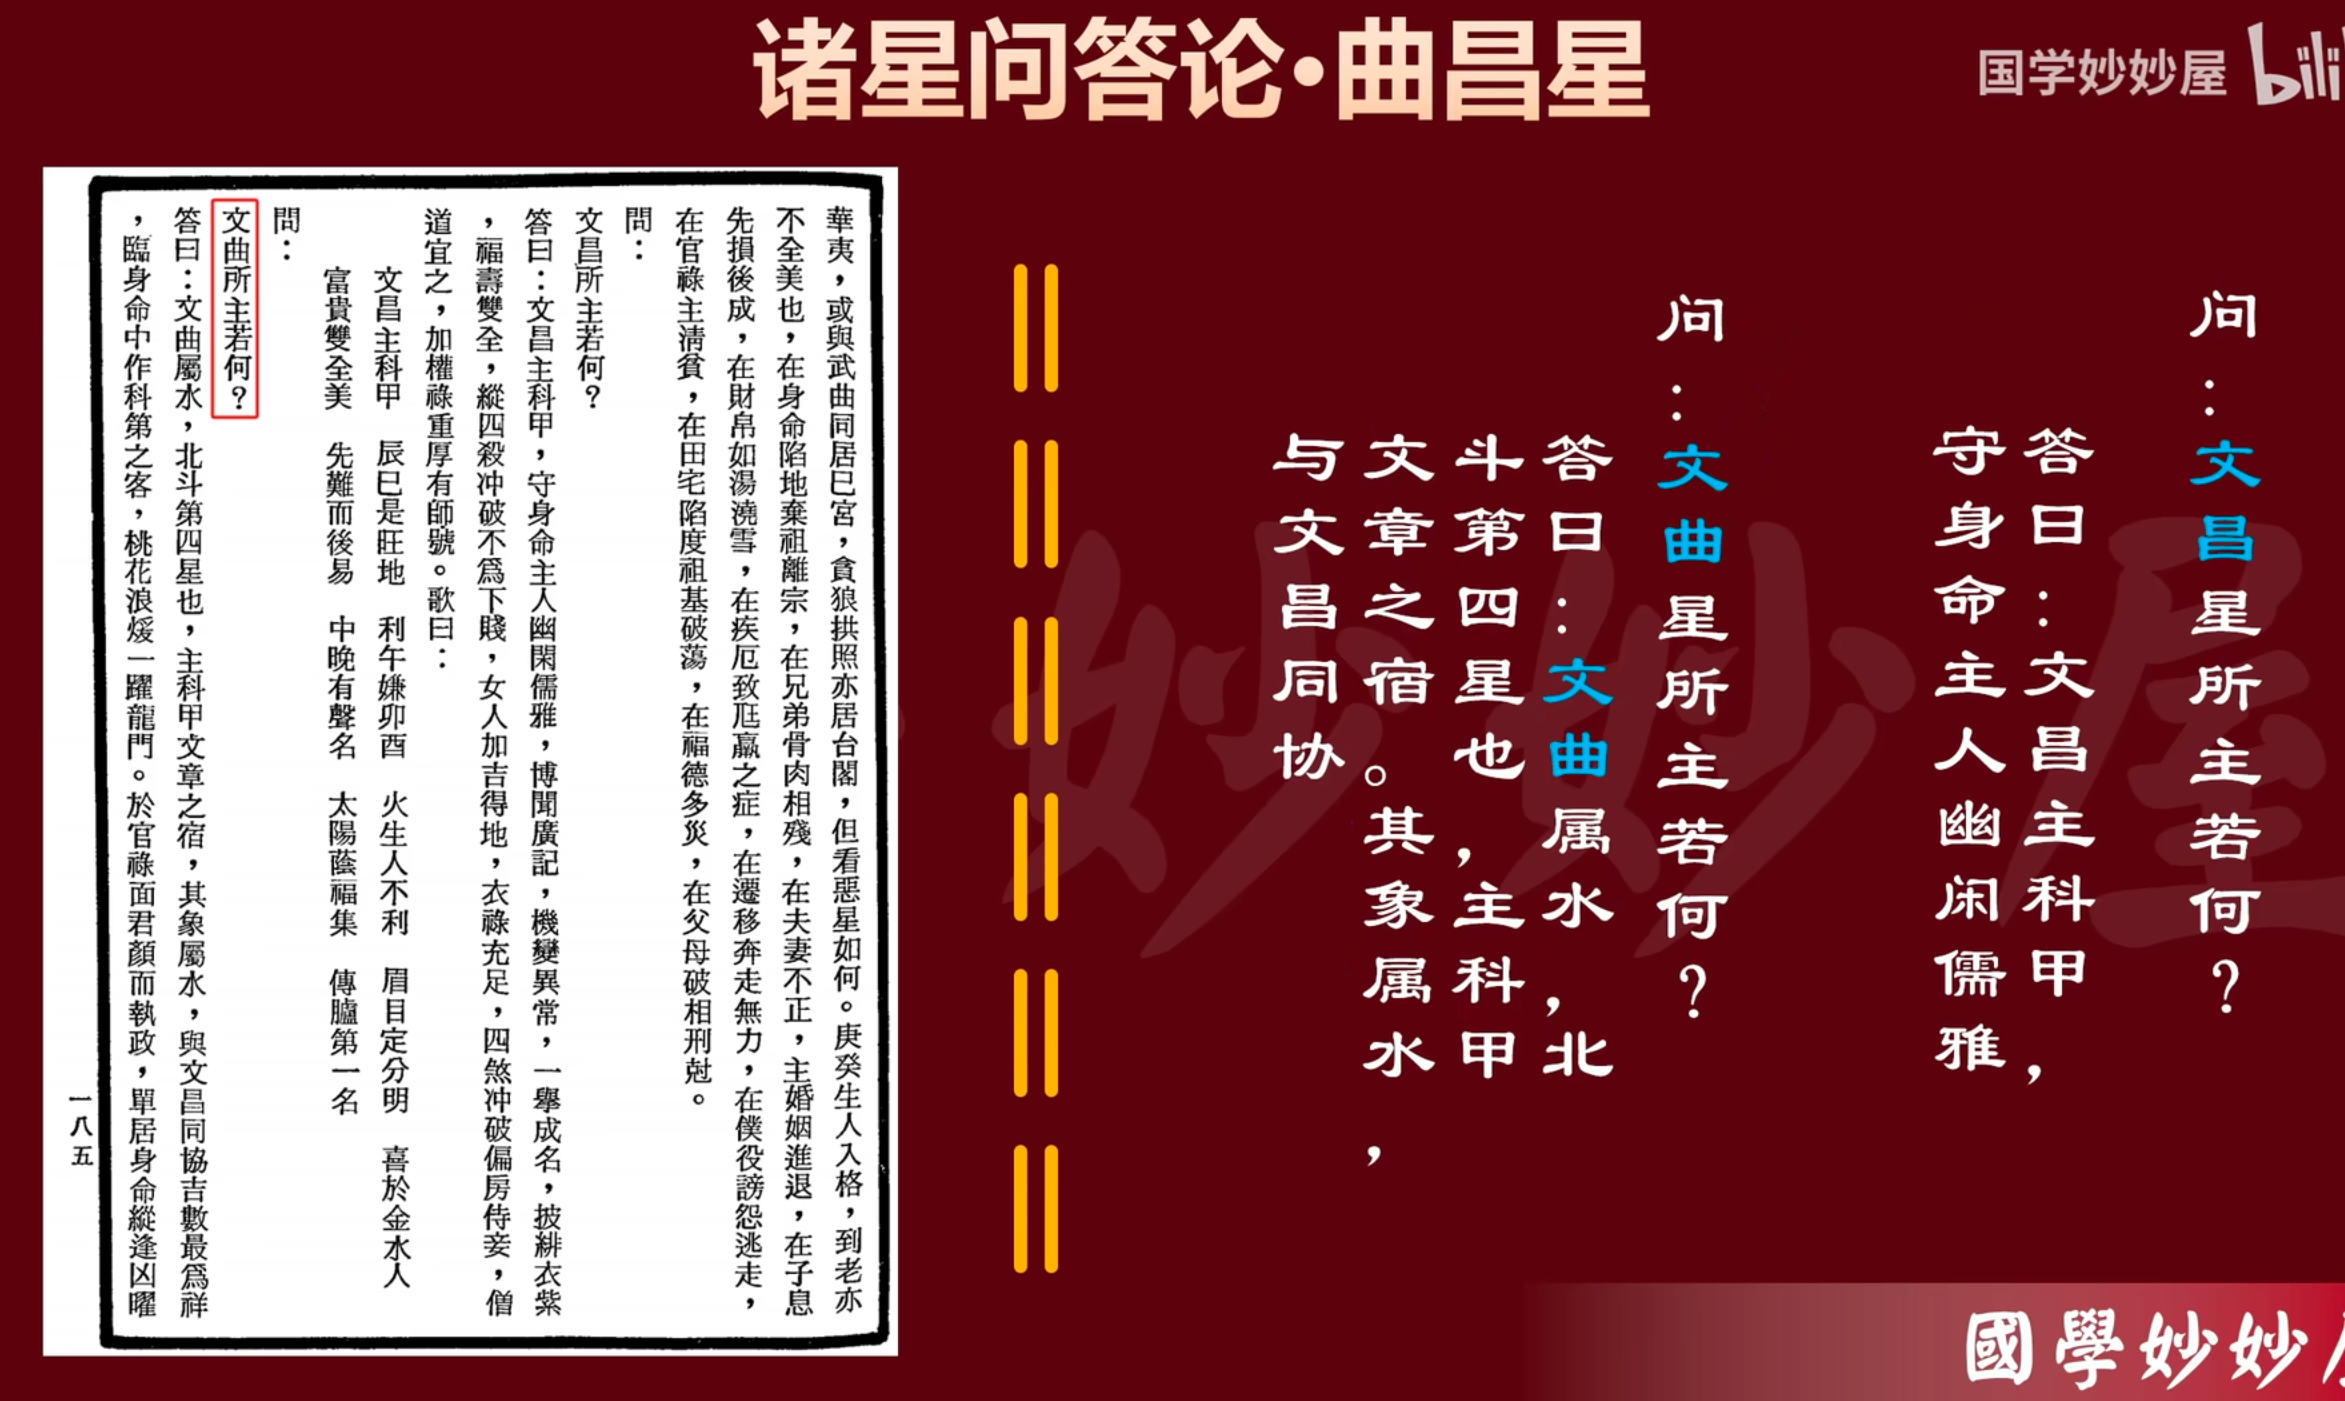 诸星问答论·曲昌星
国学妙妙屋 bili
華夷，或與武曲同居巳宮，貪狼拱照亦居台閣，但看惡星如何。庚癸生人入格，到老亦
不全美也，在身命陷地棄祖離宗，在兄弟骨肉相殘，在夫妻不正，主婚姻進退，在子息
先損後成，在財帛如湯澆雪，在疾厄致尫羸之症，在遷移奔走無力，在僕役謗怨逃走，
在官祿主淸貧，在田宅陷度祖基破蕩，在福德多災，在父母破相刑尅。
問：
文昌所主若何？
答曰：文昌主科甲，守身命主人幽閑儒雅，博聞廣記，機變異常，一舉成名，披緋衣紫
，福壽雙全，縱四殺冲破不爲下賤，女人加吉得地，衣祿充足，四煞冲破偏房侍妾，僧
道宜之，加權祿重厚有師號。歌曰：
文昌主科甲 辰巳是旺地 利午嫌卯酉 火生人不利 眉目定分明 喜於金水人
富貴雙全美 先難而後易 中晚有聲名 太陽蔭福集 傳臚第一名
問：
文曲所主若何？
答曰：文曲屬水，北斗第四星也，主科甲文章之宿，其象屬水，與文昌同協吉數最爲祥
，臨身命中作科第之客，桃花浪煖一躍龍門。於官祿面君顏而執政，單居身命縱逢凶曜
一八五
问：文昌星所主若何？
答曰：文昌主科甲，
守身命主人幽闲儒雅
问：文曲星所主若何？
答曰：文曲属水，北
斗第四星也，主科甲
文章之宿。其象属水，
与文昌同协
妙妙屋
國學妙妙